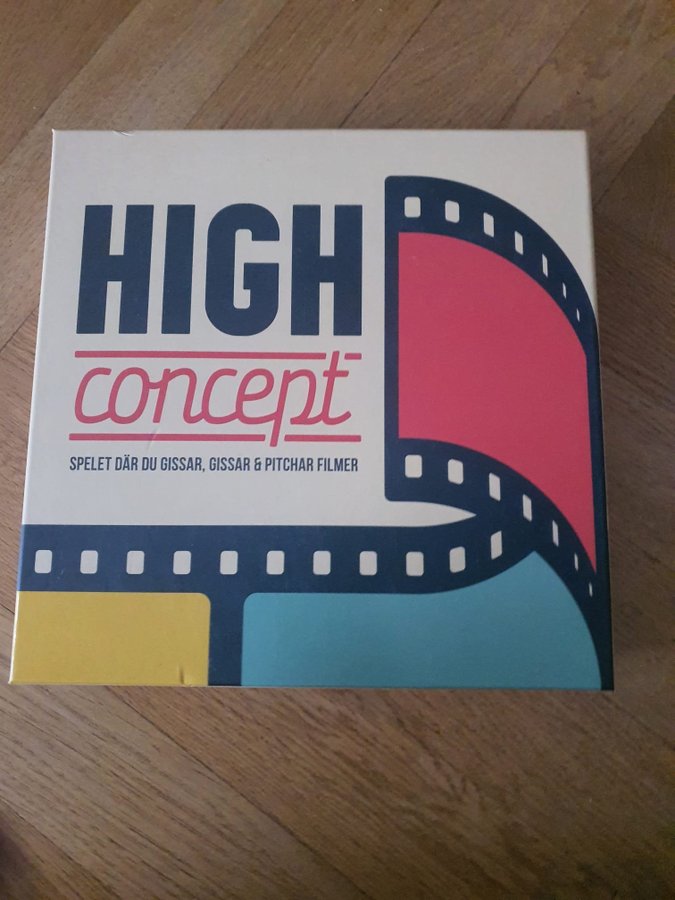 HIGH
concept
SPELET DÄR DU GISSAR, GISSAR & PITCHAR FILMER